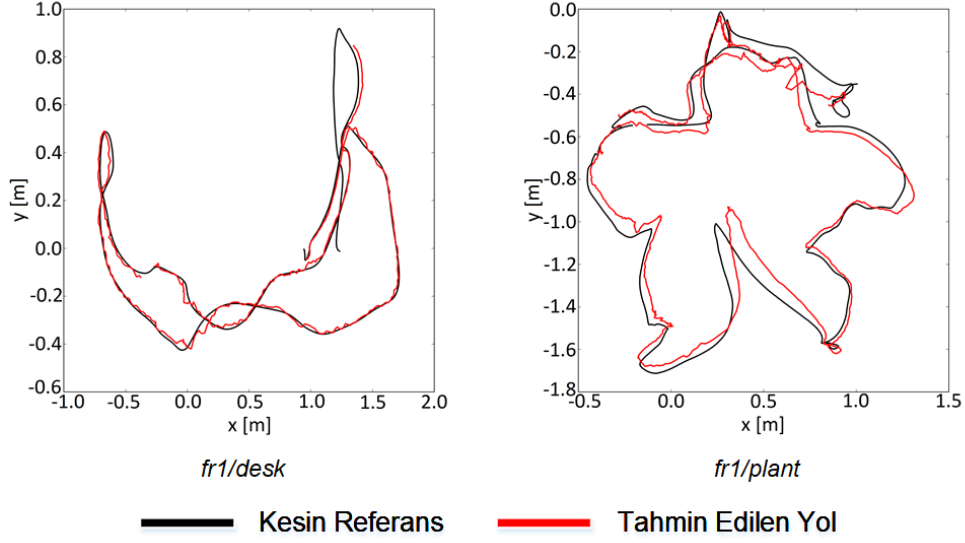 1.0
0.8
0.6
0.4
0.2
0.0
-0.2
-0.4
-0.6
y [m]
-1.0 -0.5 0.0 0.5 1.0 1.5 2.0
x [m]
fr1/desk
0.0
-0.2
-0.4
-0.6
-0.8
-1.0
-1.2
-1.4
-1.6
-1.8
y [m]
-0.5 0.0 0.5 1.0 1.5
x [m]
fr1/plant
Kesin Referans Tahmin Edilen Yol